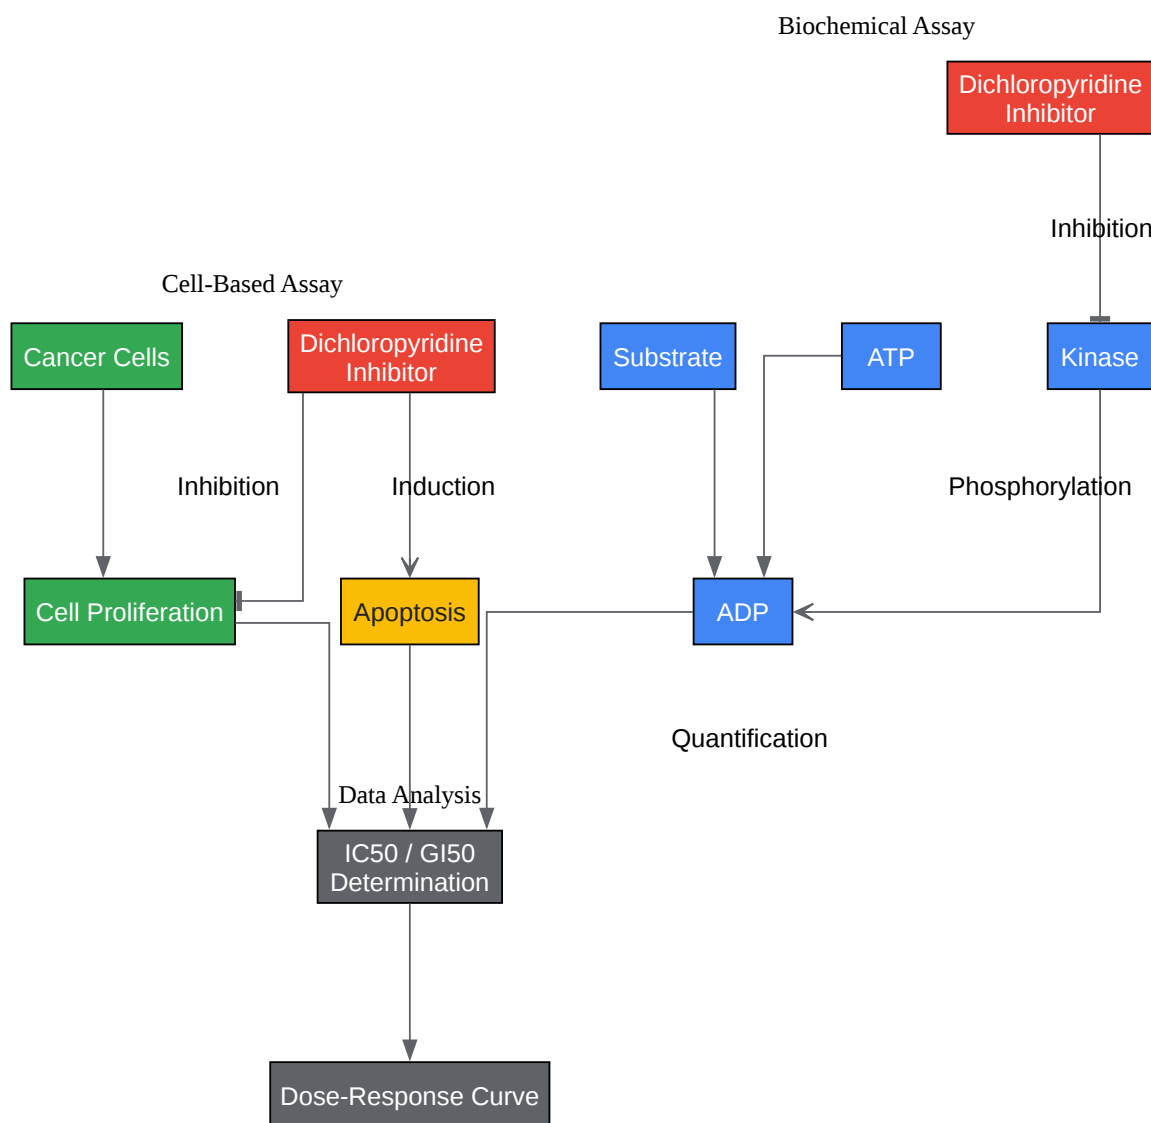 Biochemical Assay
Dichloropyridine
Inhibitor
Inhibition
Cell-Based Assay
Cancer Cells
Dichloropyridine
Inhibitor
Substrate
ATP
Kinase
Inhibition
Induction
Phosphorylation
Cell Proliferation
Apoptosis
ADP
Quantification
Data Analysis
IC50 / GI50
Determination
Dose-Response Curve